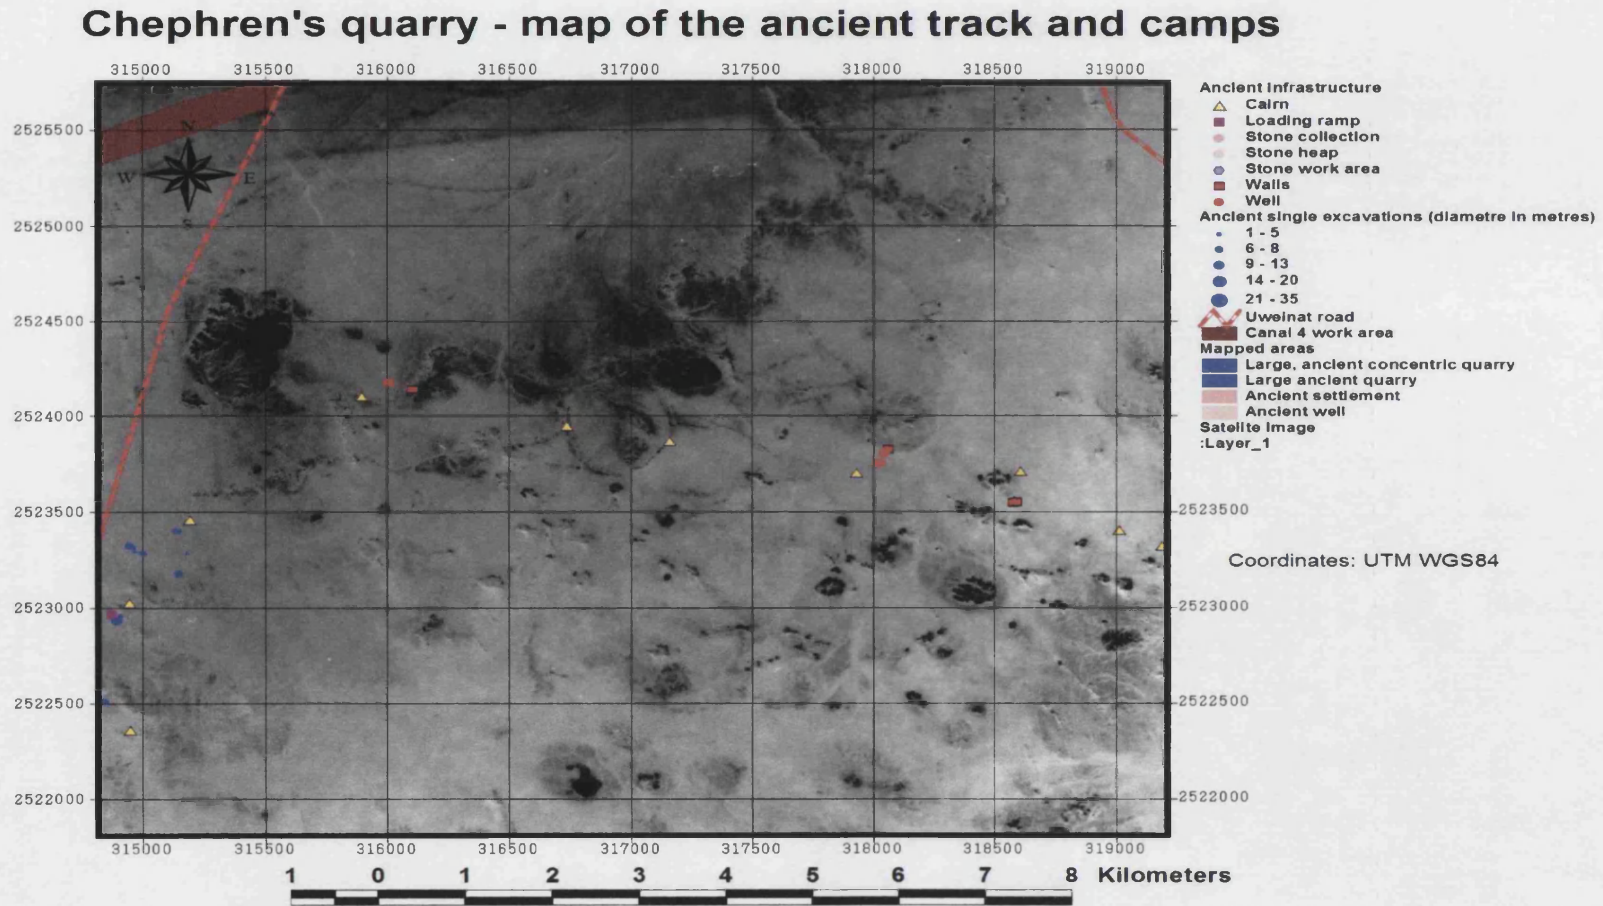 Chephren's quarry - map of the ancient track and camps
315000 315500 316000 316500 317000 317500 318000 318500 319000
2525500
2525000
2524500
2524000
2523500
2523000
2522500
2522000
N
W E
S
315000 315500 316000 316500 317000 317500 318000 318500 319000
1 0 1 2 3 4 5 6 7 8 Kilometers
Ancient Infrastructure
Cairn
Loading ramp
Stone collection
Stone heap
Stone work area
Walls
Well
Ancient single excavations (diametre in metres)
1 - 5
6 - 8
9 - 13
14 - 20
21 - 35
Uweinat road
Canal 4 work area
Mapped areas
Large, ancient concentric quarry
Large ancient quarry
Ancient settlement
Ancient well
Satelite Image
:Layer_1
2523500
Coordinates: UTM WGS84
2523000
2522500
2522000